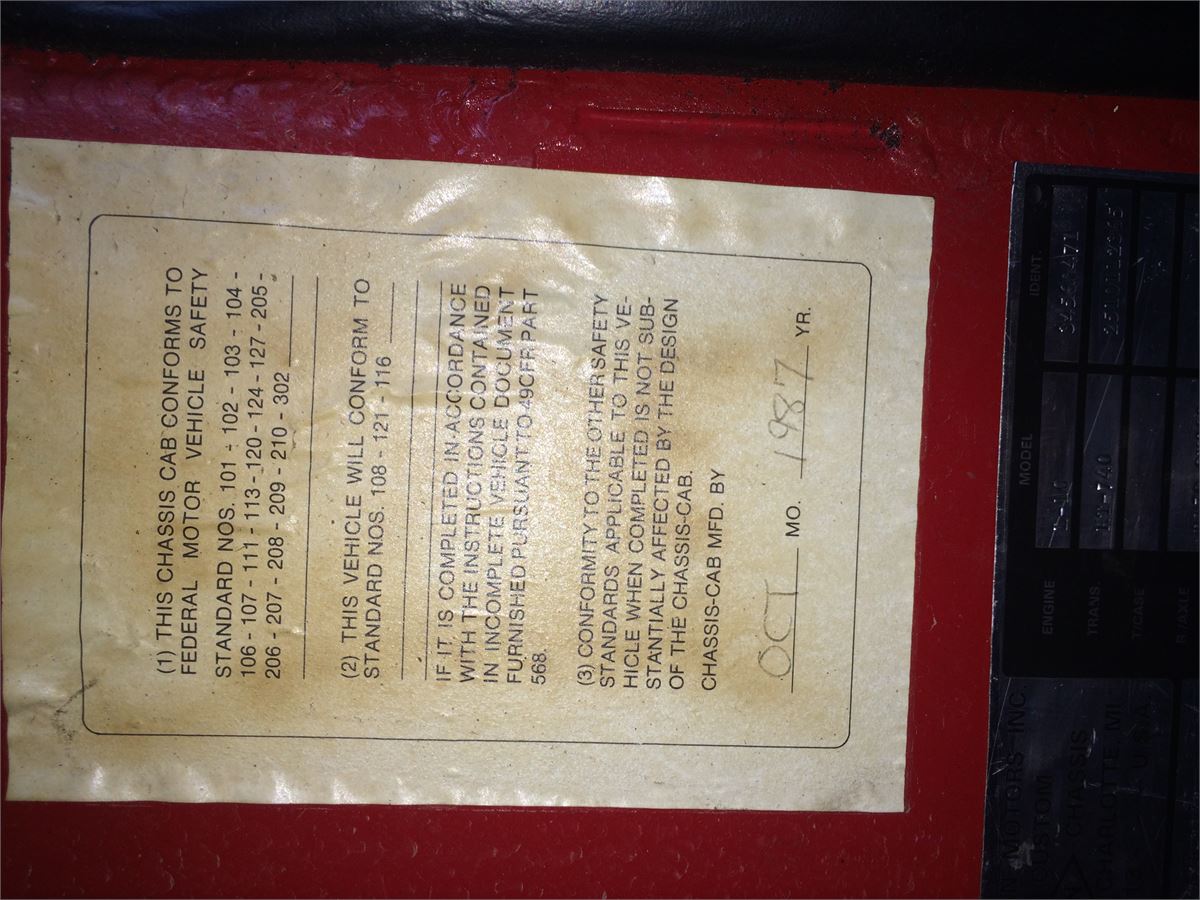 (1) THIS CHASSIS CAB CONFORMS TO
FEDERAL MOTOR VEHICLE SAFETY
STANDARD NOS. 101 - 102 - 103 - 104 -
106 - 107 - 111 - 113 - 120 - 124 - 127 - 205 -
206 - 207 - 208 - 209 - 210 - 302
(2) THIS VEHICLE WILL CONFORM TO
STANDARD NOS. 108 - 121 - 116
IF IT IS COMPLETED IN ACCORDANCE
WITH THE INSTRUCTIONS CONTAINED
IN INCOMPLETE VEHICLE DOCUMENT
FURNISHED PURSUANT TO 49CFR PART
568.
(3) CONFORMITY TO THE OTHER SAFETY
STANDARDS APPLICABLE TO THIS VE-
HICLE WHEN COMPLETED IS NOT SUB-
STANTIALLY AFFECTED BY THE DESIGN
OF THE CHASSIS-CAB.
CHASSIS-CAB MFD. BY
OCT MO. 1987 YR.
MOTORS INC.
CUSTOM
CHASSIS
CHARLOTTE, MI.
U.S.A.
MODEL IDENT.
ENGINE
TRANS. 740
T/CASE
R/AXLE